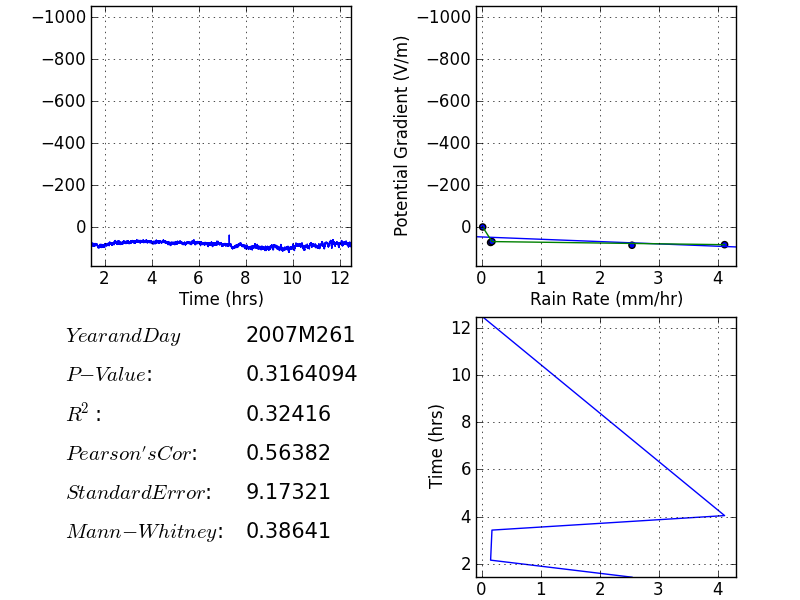 −1000
−800
−600
−400
−200
0
2 4 6 8 10 12
Time (hrs)
Potential Gradient (V/m)
−1000
−800
−600
−400
−200
0
0 1 2 3 4
Rain Rate (mm/hr)
YearandDay 2007M261
P−Value: 0.3164094
R² : 0.32416
Pearson'sCor: 0.56382
StandardError: 9.17321
Mann−Whitney: 0.38641
Time (hrs)
12
10
8
6
4
2
0 1 2 3 4